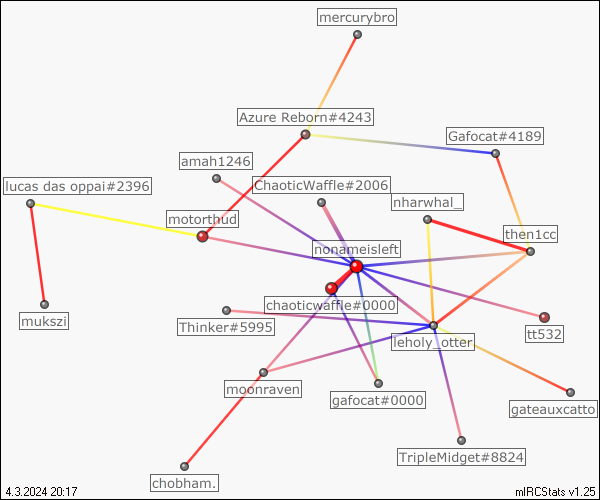 mercurybro
Azure Reborn#4243
Gafocat#4189
amah1246
lucas das oppai#2396
ChaoticWaffle#2006
nharwhal_
motorthud
then1cc
nonameisleft
chaoticwaffle#0000
mukszi
Thinker#5995
tt532
leholy_otter.
moonraven
gafocat#0000
gateauxcatto
TripleMidget#8824
chobham.
4.3.2024 20:17
mIRCStats v1.25